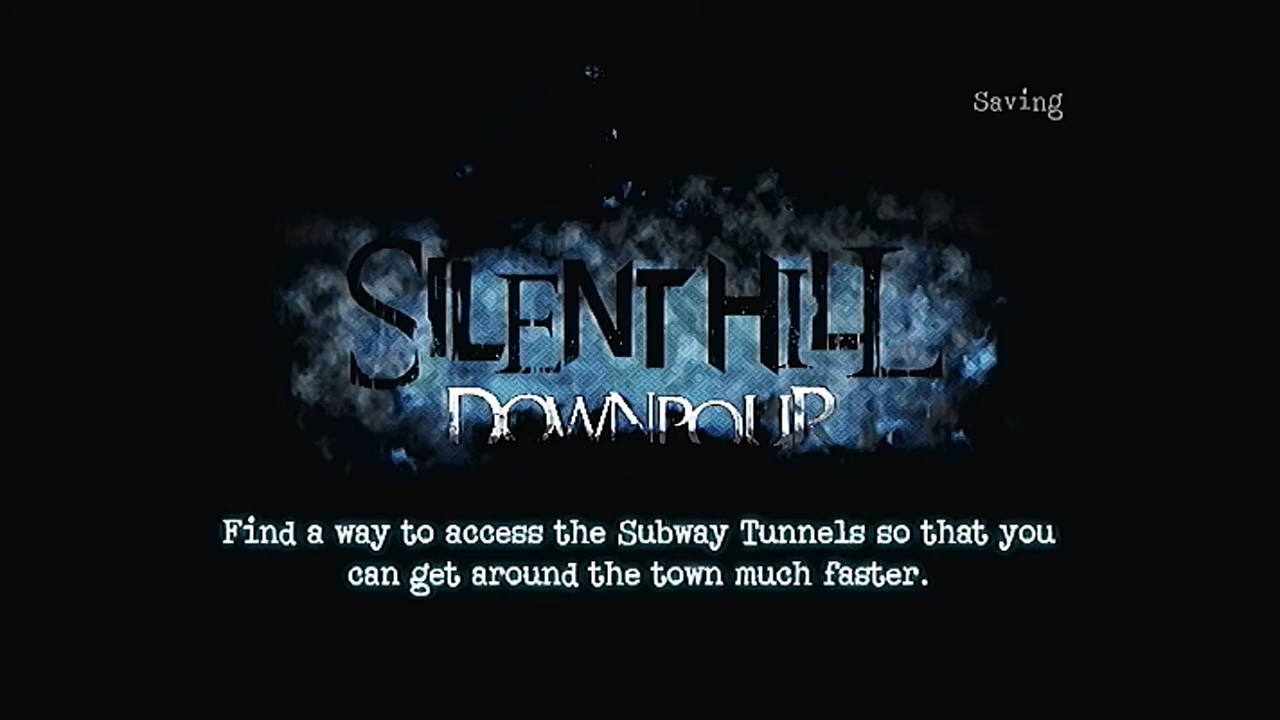 Saving
SILENT HILL
DOWNPOUR
Find a way to access the Subway Tunnels so that you
can get around the town much faster.